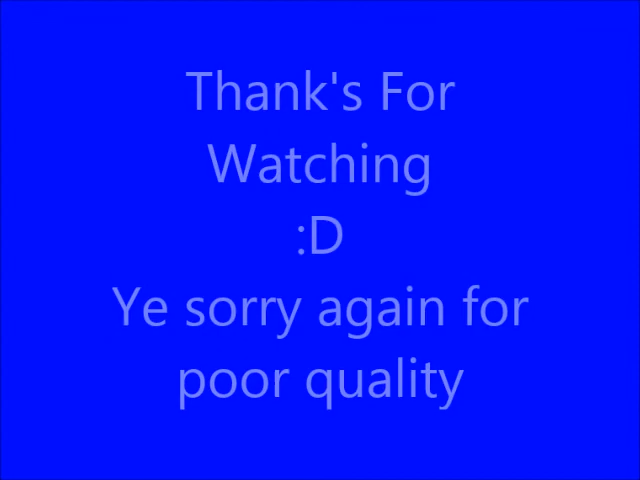 Thank's For
Watching
:D
Ye sorry again for
poor quality